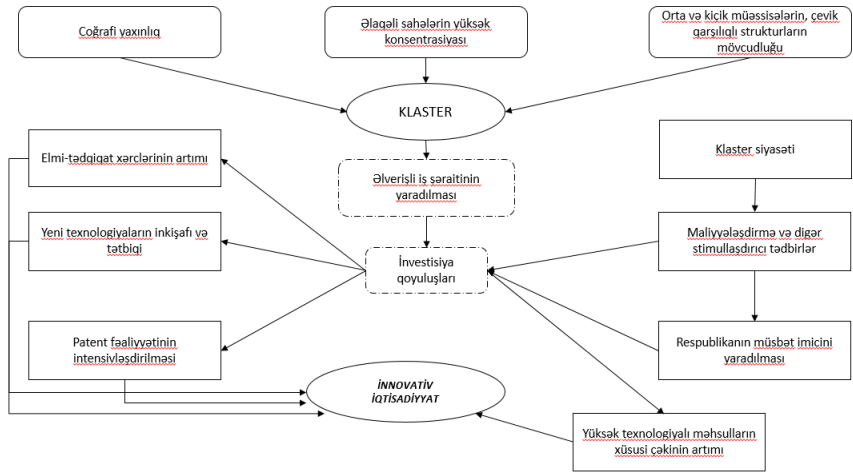 Coğrafi yaxınlıq
Əlaqəli sahələrin yüksək
konsentrasiyası
Orta və kiçik müəssisələrin, çevik
qarşılıqlı strukturların
mövcudluğu
KLASTER
Elmi-tədqiqat xərclərinin artımı
Klaster siyasəti
Əlverişli iş şəraitinin
yaradılması
Yeni texnologiyaların inkişafı və
tətbiqi
Maliyyələşdirmə və digər
stimullaşdırıcı tədbirlər
İnvestisiya
qoyuluşları
Patent fəaliyyətinin
intensivləşdirilməsi
Respublikanın müsbət imicini
yaradılması
İNNOVATİV
İQTİSADİYYAT
Yüksək texnologiyalı məhsulların
xüsusi çəkinin artımı